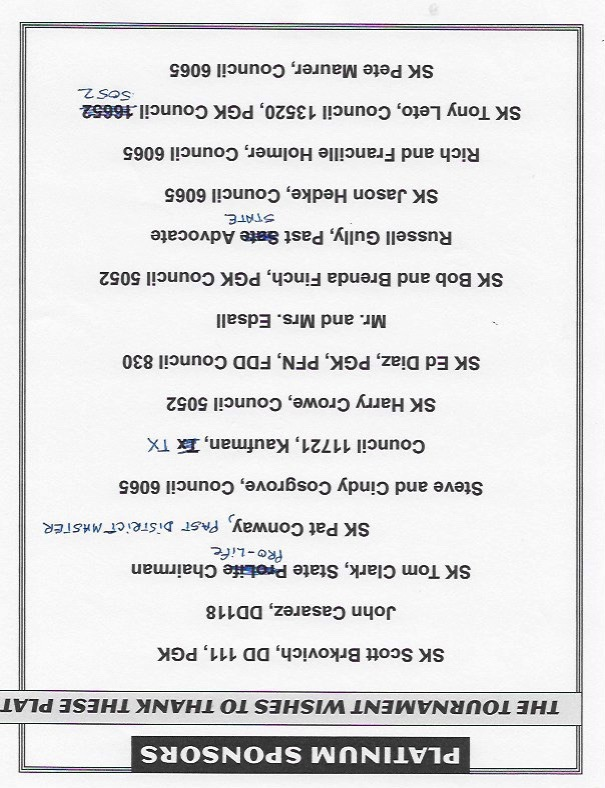 PLATINUM SPONSORS
THE TOURNAMENT WISHES TO THANK THESE PLAT
SK Scott Brkovich, DD 111, PGK
John Casarez, DD118
SK Tom Clark, State ProLife Chairman
PRO-LIFE
SK Pat Conway, PAST DISTRICT MASTER
Steve and Cindy Cosgrove, Council 6065
Council 11721, Kaufman, Tx TX
SK Harry Crowe, Council 5052
SK Ed Diaz, PGK, PFN, FDD Council 830
Mr. and Mrs. Edsall
SK Bob and Brenda Finch, PGK Council 5052
Russell Gully, Past Sate Advocate
STATE
SK Jason Hedke, Council 6065
Rich and Francille Holmer, Council 6065
SK Tony Leto, Council 13520, PGK Council 16652
5052
SK Pete Maurer, Council 6065